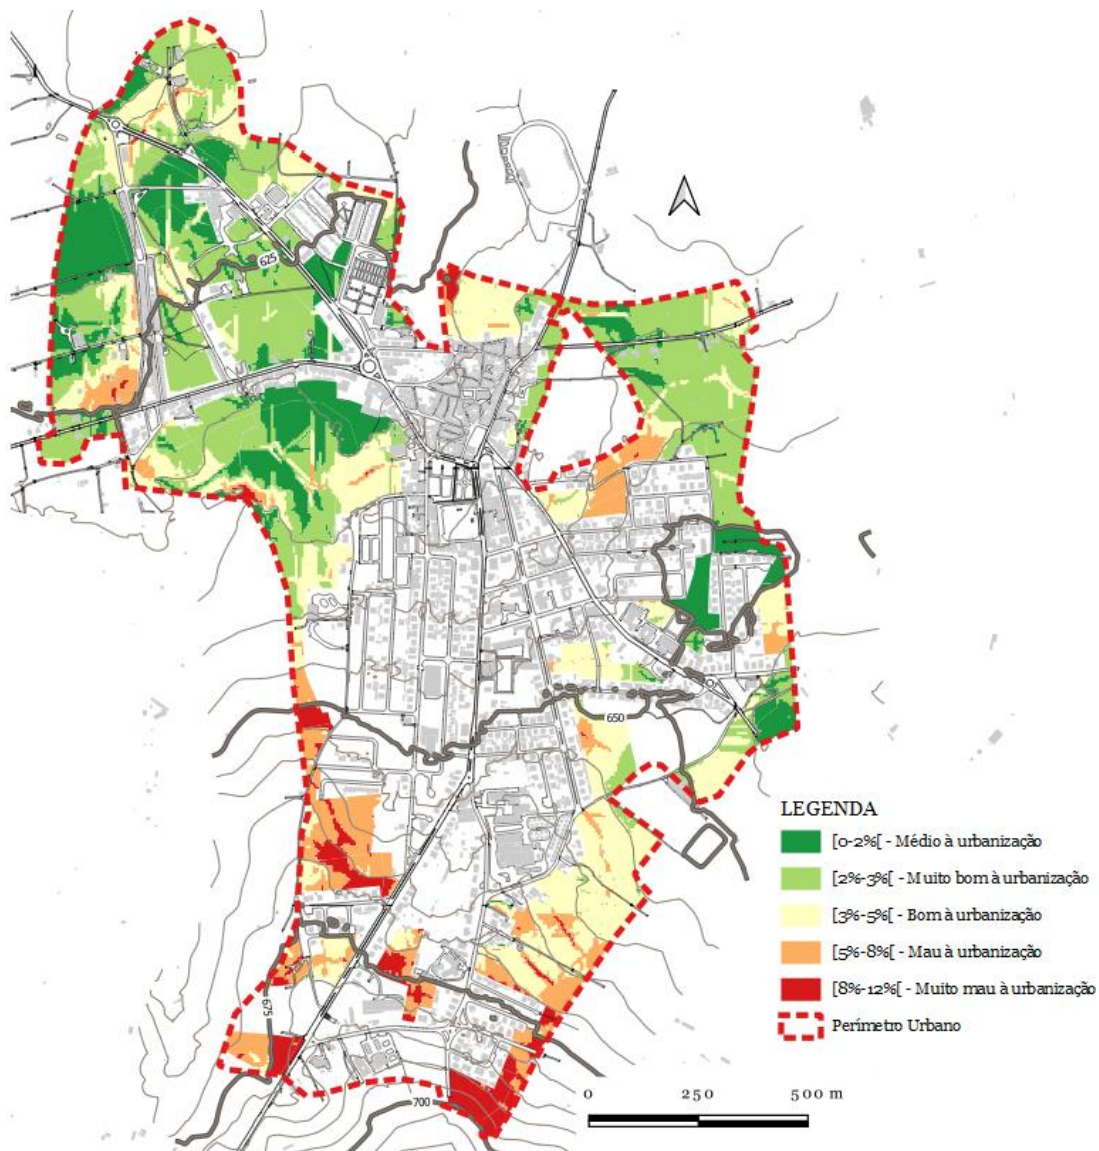 625
650
LEGENDA
[0-2%[ - Médio à urbanização
[2%-3%[ - Muito bom à urbanização
[3%-5%[ - Bom à urbanização
[5%-8%[ - Mau à urbanização
[8%-12%[ - Muito mau à urbanização
Perímetro Urbano
675
700
0 250 500 m